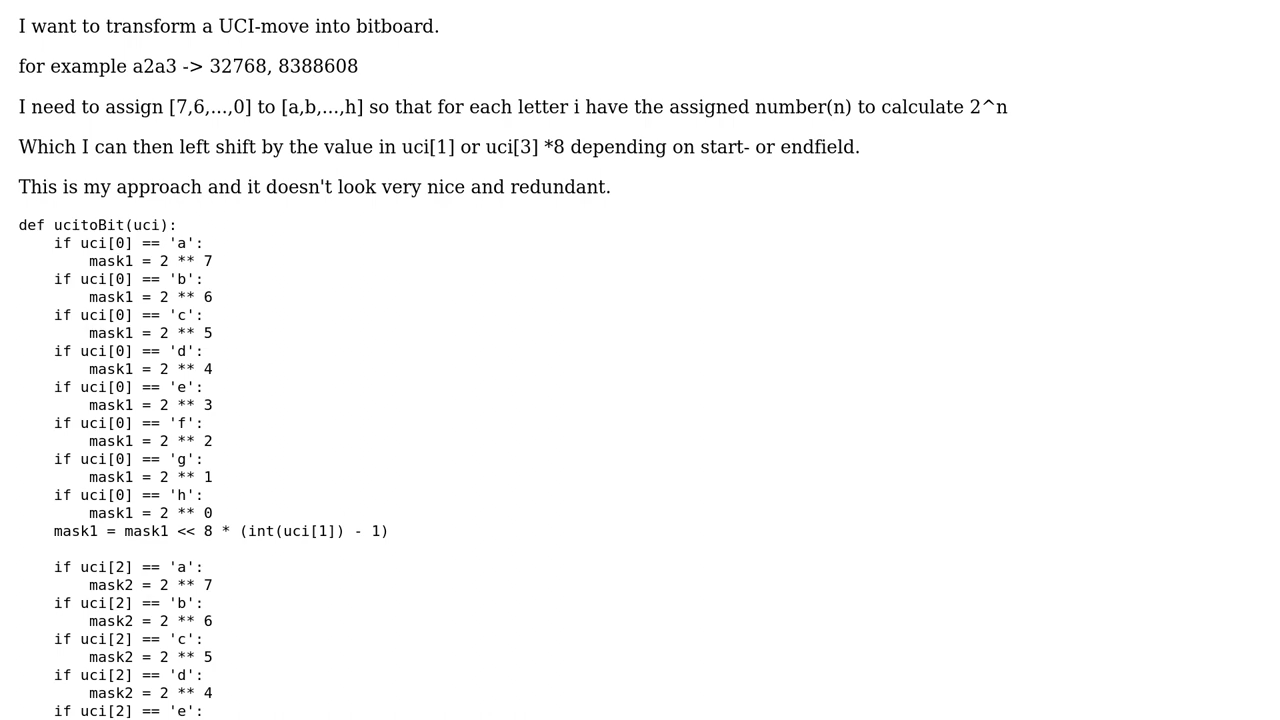 I want to transform a UCI-move into bitboard.
for example a2a3 -> 32768, 8388608
I need to assign [7,6,...,0] to [a,b,...,h] so that for each letter i have the assigned number(n) to calculate 2^n
Which I can then left shift by the value in uci[1] or uci[3] *8 depending on start- or endfield.
This is my approach and it doesn't look very nice and redundant.
def ucitoBit(uci):
    if uci[0] == 'a':
        mask1 = 2 ** 7
    if uci[0] == 'b':
        mask1 = 2 ** 6
    if uci[0] == 'c':
        mask1 = 2 ** 5
    if uci[0] == 'd':
        mask1 = 2 ** 4
    if uci[0] == 'e':
        mask1 = 2 ** 3
    if uci[0] == 'f':
        mask1 = 2 ** 2
    if uci[0] == 'g':
        mask1 = 2 ** 1
    if uci[0] == 'h':
        mask1 = 2 ** 0
    mask1 = mask1 << 8 * (int(uci[1]) - 1)
    if uci[2] == 'a':
        mask2 = 2 ** 7
    if uci[2] == 'b':
        mask2 = 2 ** 6
    if uci[2] == 'c':
        mask2 = 2 ** 5
    if uci[2] == 'd':
        mask2 = 2 ** 4
    if uci[2] == 'e':